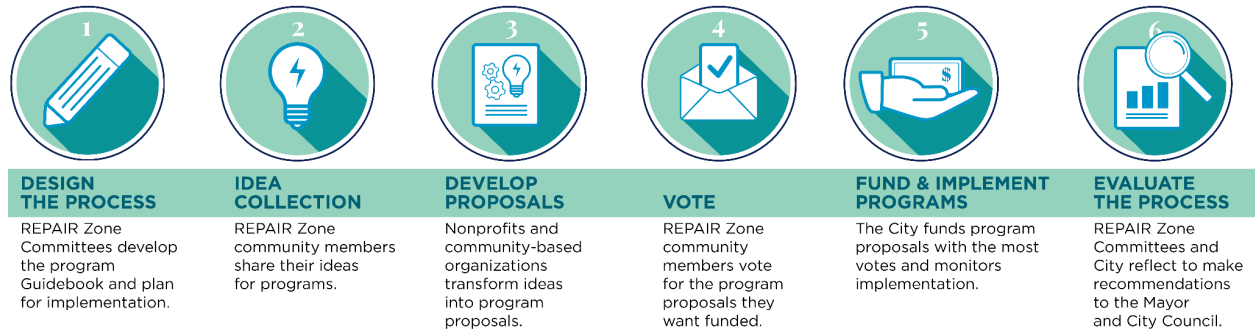 1
DESIGN
THE PROCESS
REPAIR Zone
Committees develop
the program
Guidebook and plan
for implementation.
2
IDEA
COLLECTION
REPAIR Zone
community members
share their ideas
for programs.
3
DEVELOP
PROPOSALS
Nonprofits and
community-based
organizations
transform ideas
into program
proposals.
4
VOTE
REPAIR Zone
community
members vote
for the program
proposals they
want funded.
5
$
FUND & IMPLEMENT
PROGRAMS
The City funds program
proposals with the most
votes and monitors
implementation.
6
EVALUATE
THE PROCESS
REPAIR Zone
Committees and
City reflect to make
recommendations
to the Mayor
and City Council.